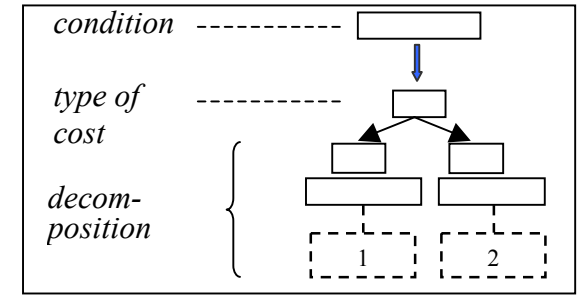 condition
type of
cost
decom-
position
1 2